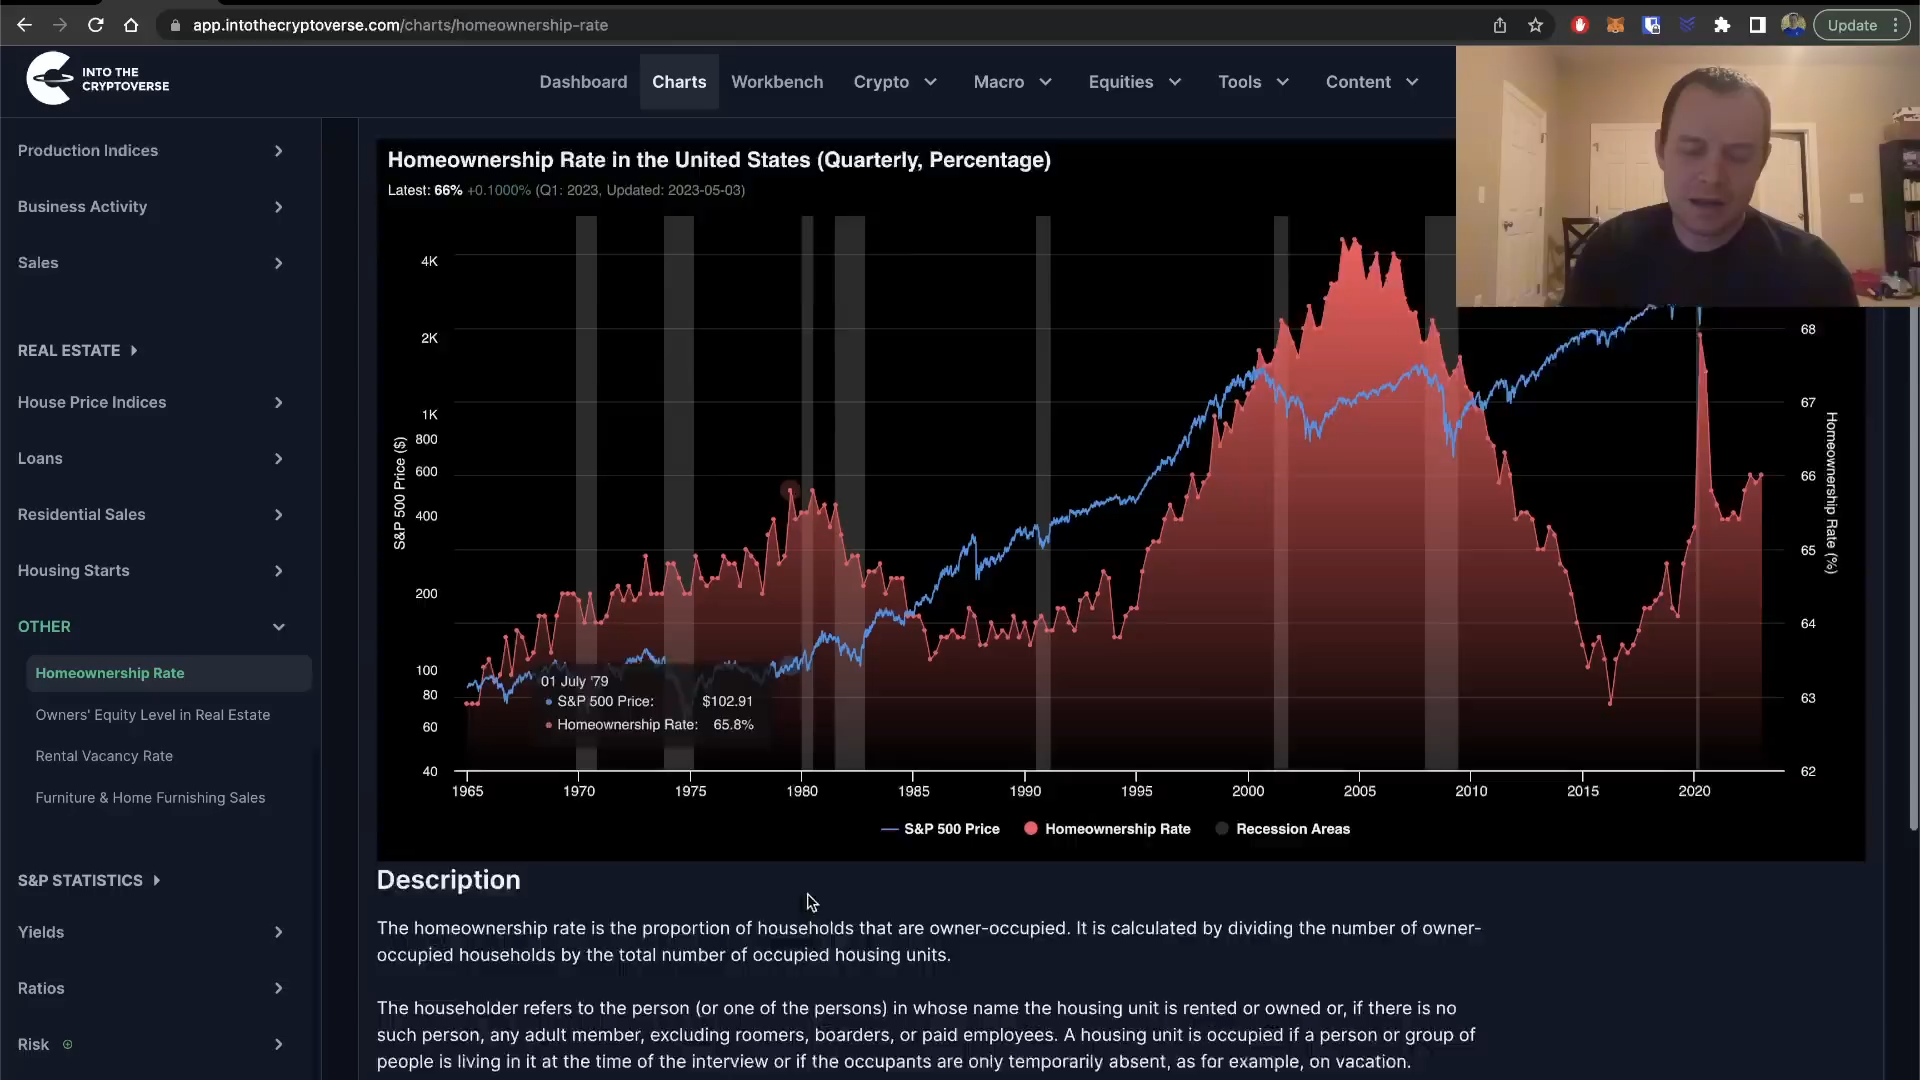 app.intothecryptoverse.com/charts/homeownership-rate
Update
INTO THE
CRYPTOVERSE
Dashboard
Charts
Workbench
Crypto
Macro
Equities
Tools
Content
Production Indices
Business Activity
Sales
REAL ESTATE
House Price Indices
Loans
Residential Sales
Housing Starts
OTHER
Homeownership Rate
Owners' Equity Level in Real Estate
Rental Vacancy Rate
Furniture & Home Furnishing Sales
S&P STATISTICS
Yields
Ratios
Risk
Homeownership Rate in the United States (Quarterly, Percentage)
Latest: 66% +0.1000% (Q1: 2023, Updated: 2023-05-03)
4K
2K
1K
800
600
400
200
100
80
60
40
S&P 500 Price ($)
68
67
66
65
64
63
62
Homeownership Rate (%)
01 July '79
S&P 500 Price: $102.91
Homeownership Rate: 65.8%
1965 1970 1975 1980 1985 1990 1995 2000 2005 2010 2015 2020
S&P 500 Price
Homeownership Rate
Recession Areas
Description
The homeownership rate is the proportion of households that are owner-occupied. It is calculated by dividing the number of owner-
occupied households by the total number of occupied housing units.
The householder refers to the person (or one of the persons) in whose name the housing unit is rented or owned or, if there is no
such person, any adult member, excluding roomers, boarders, or paid employees. A housing unit is occupied if a person or group of
people is living in it at the time of the interview or if the occupants are only temporarily absent, as for example, on vacation.